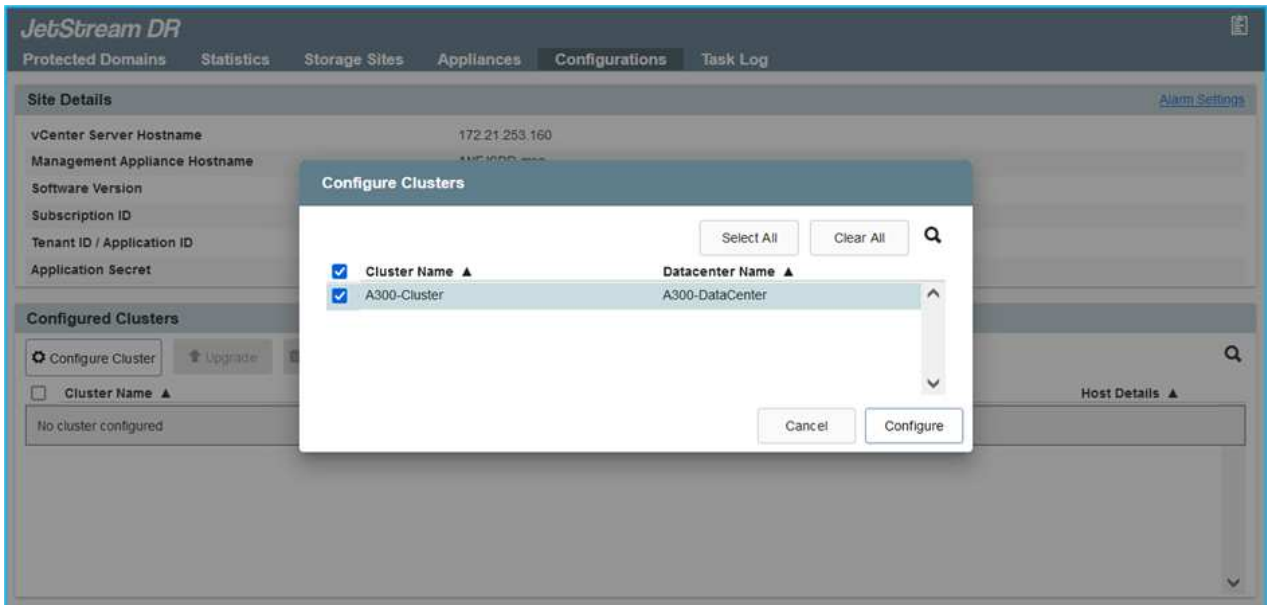 JetStream DR
Protected Domains Statistics Storage Sites Appliances Configurations Task Log
Site Details Alarm Settings
vCenter Server Hostname 172.21.253.160
Management Appliance Hostname
Software Version
Subscription ID
Tenant ID / Application ID
Application Secret
Configure Clusters
Select All Clear All
Cluster Name ▲ Datacenter Name ▲
A300-Cluster A300-DataCenter
Cancel Configure
Configured Clusters
Configure Cluster Upgrade
Cluster Name ▲ Host Details ▲
No cluster configured